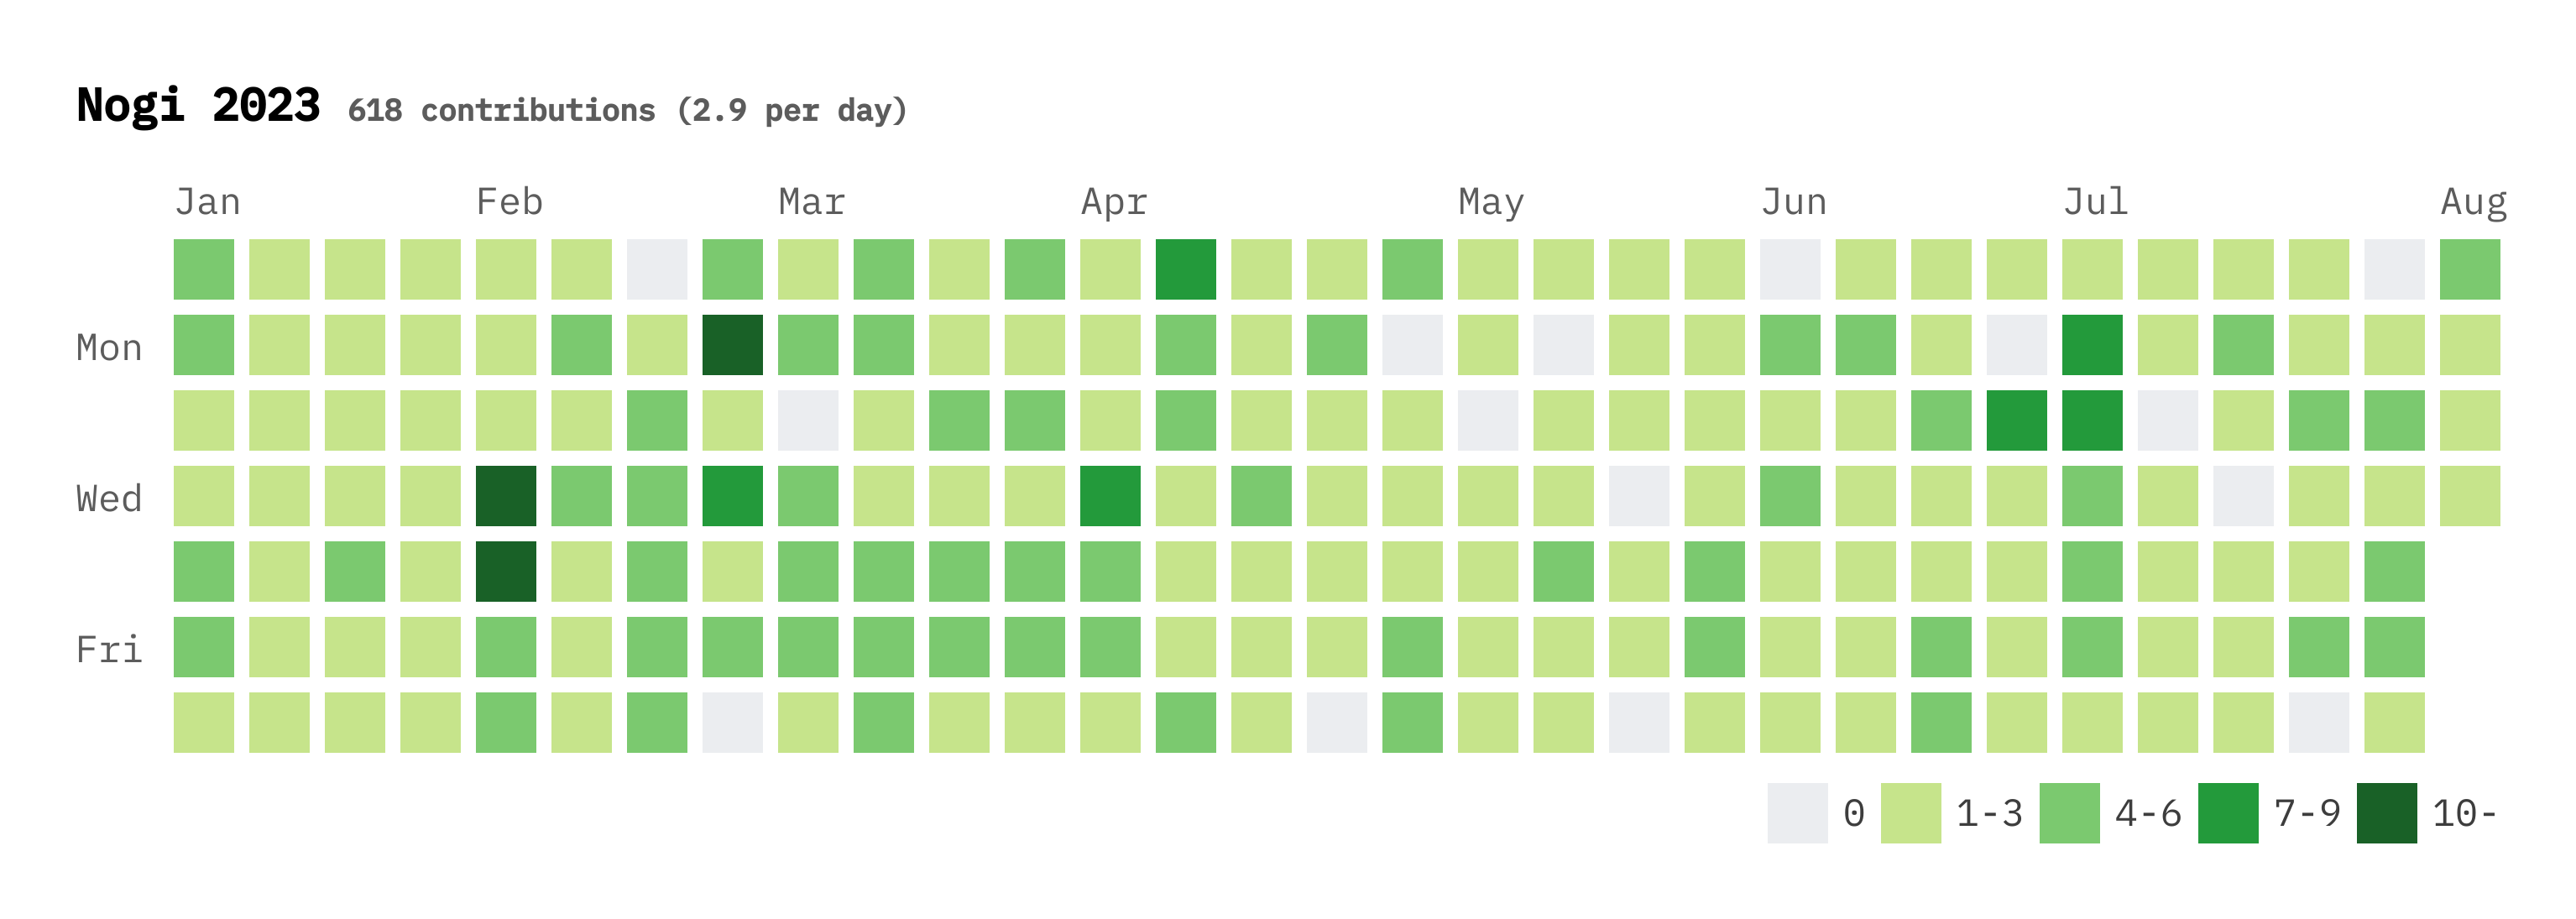 Nogi 2023 618 contributions (2.9 per day)
Jan Feb Mar Apr May Jun Jul Aug
Mon
Wed
Fri
0 1-3 4-6 7-9 10-